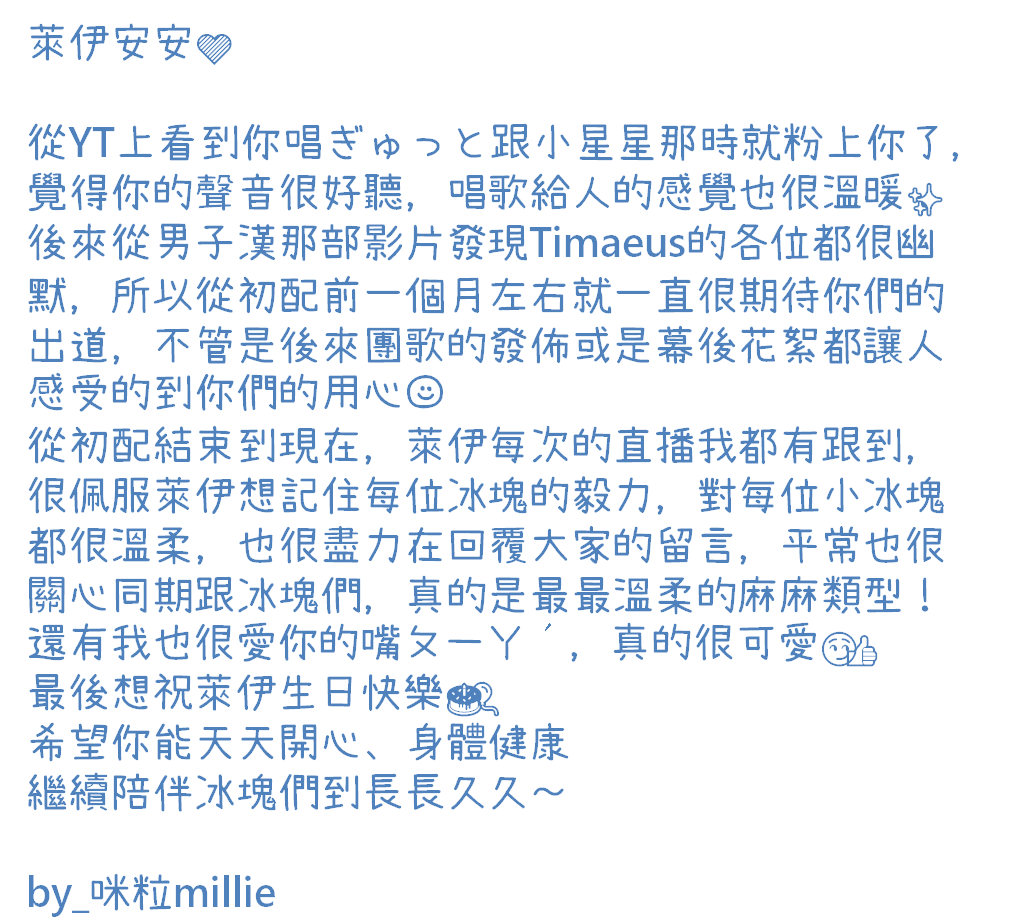 萊伊安安💙
從YT上看到你唱ぎゅっと跟小星星那時就粉上你了，
覺得你的聲音很好聽，唱歌給人的感覺也很溫暖✨
後來從男子漢那部影片發現Timaeus的各位都很幽
默，所以從初配前一個月左右就一直很期待你們的
出道，不管是後來團歌的發佈或是幕後花絮都讓人
感受的到你們的用心☺
從初配結束到現在，萊伊每次的直播我都有跟到，
很佩服萊伊想記住每位冰塊的毅力，對每位小冰塊
都很溫柔，也很盡力在回覆大家的留言，平常也很
關心同期跟冰塊們，真的是最最溫柔的麻麻類型！
還有我也很愛你的嘴ㄆㄧㄚˊ，真的很可愛😏👍
最後想祝萊伊生日快樂
希望你能天天開心、身體健康
繼續陪伴冰塊們到長長久久～
by_咪粒millie